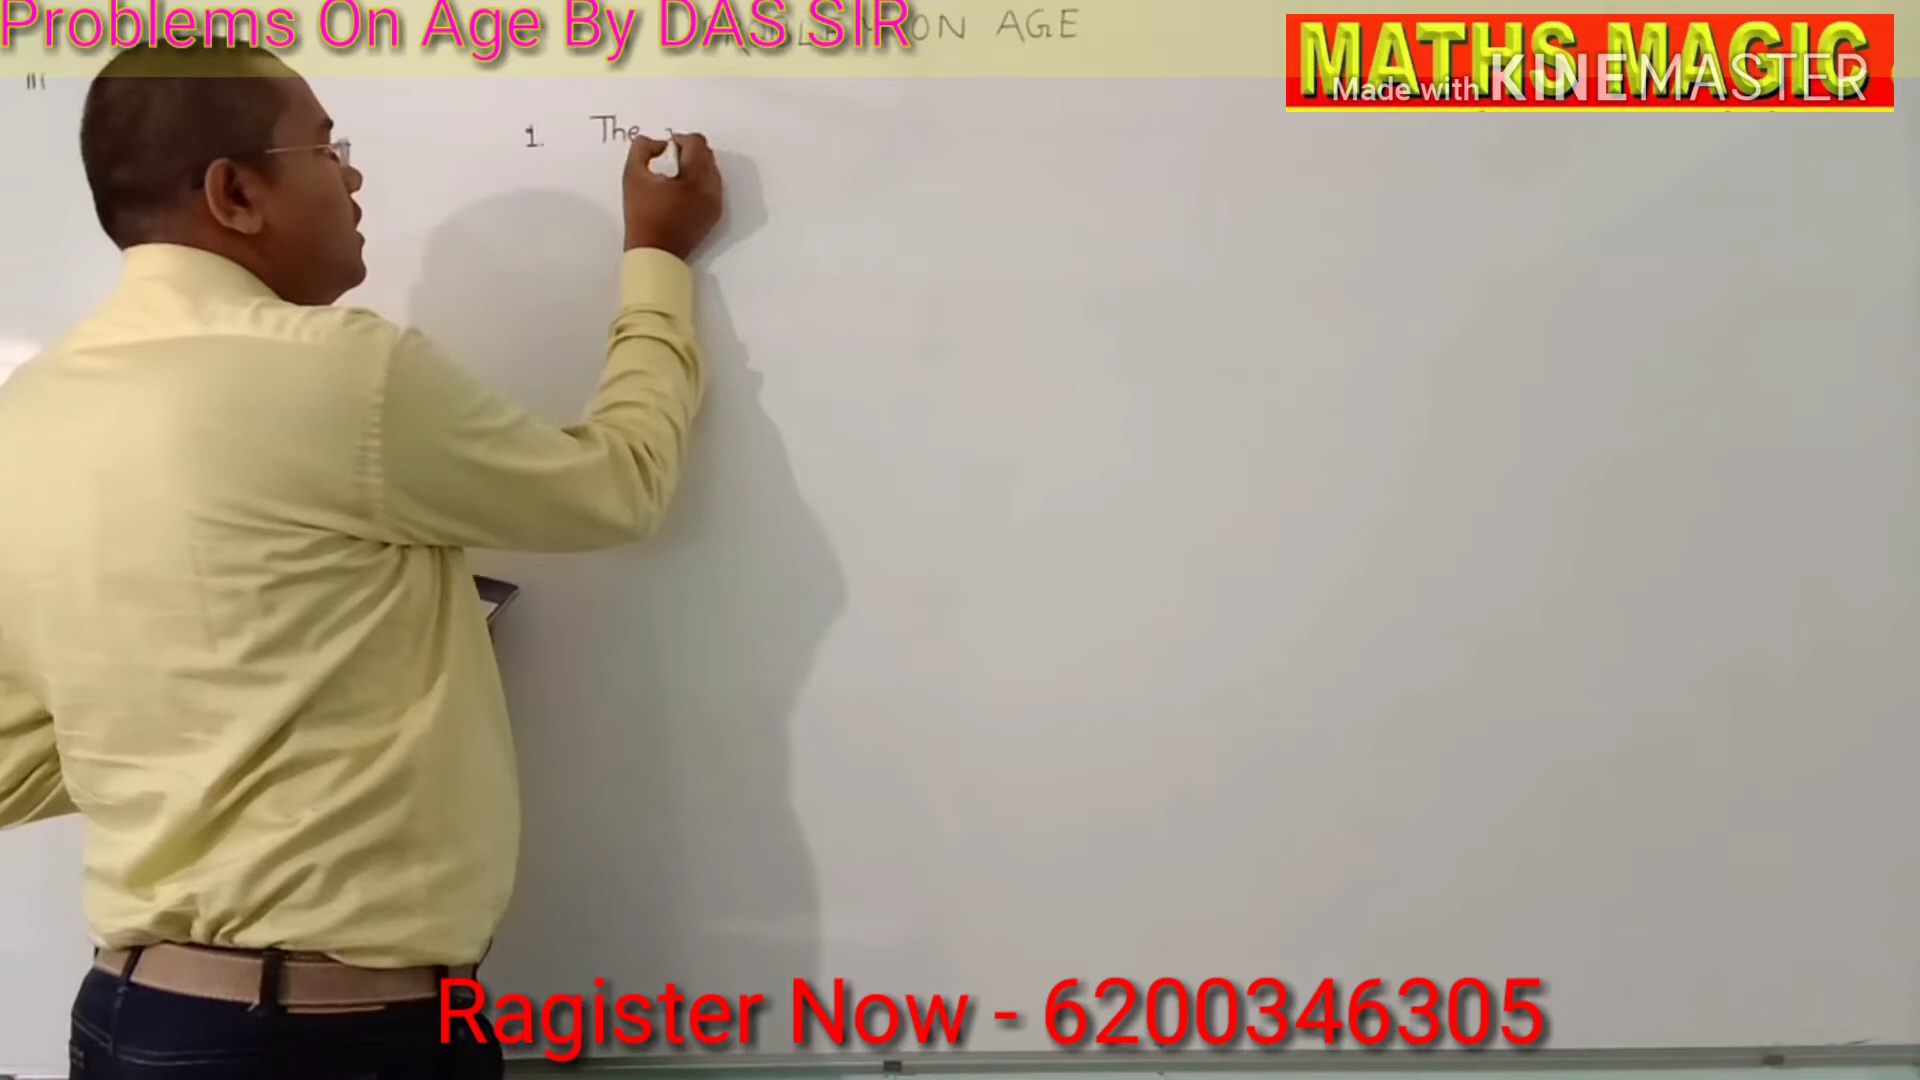 Problems On Age By DAS SIR
ON AGE
MATHS MAGIC
Made with KINEMASTER
1. The
Ragister Now - 6200346305